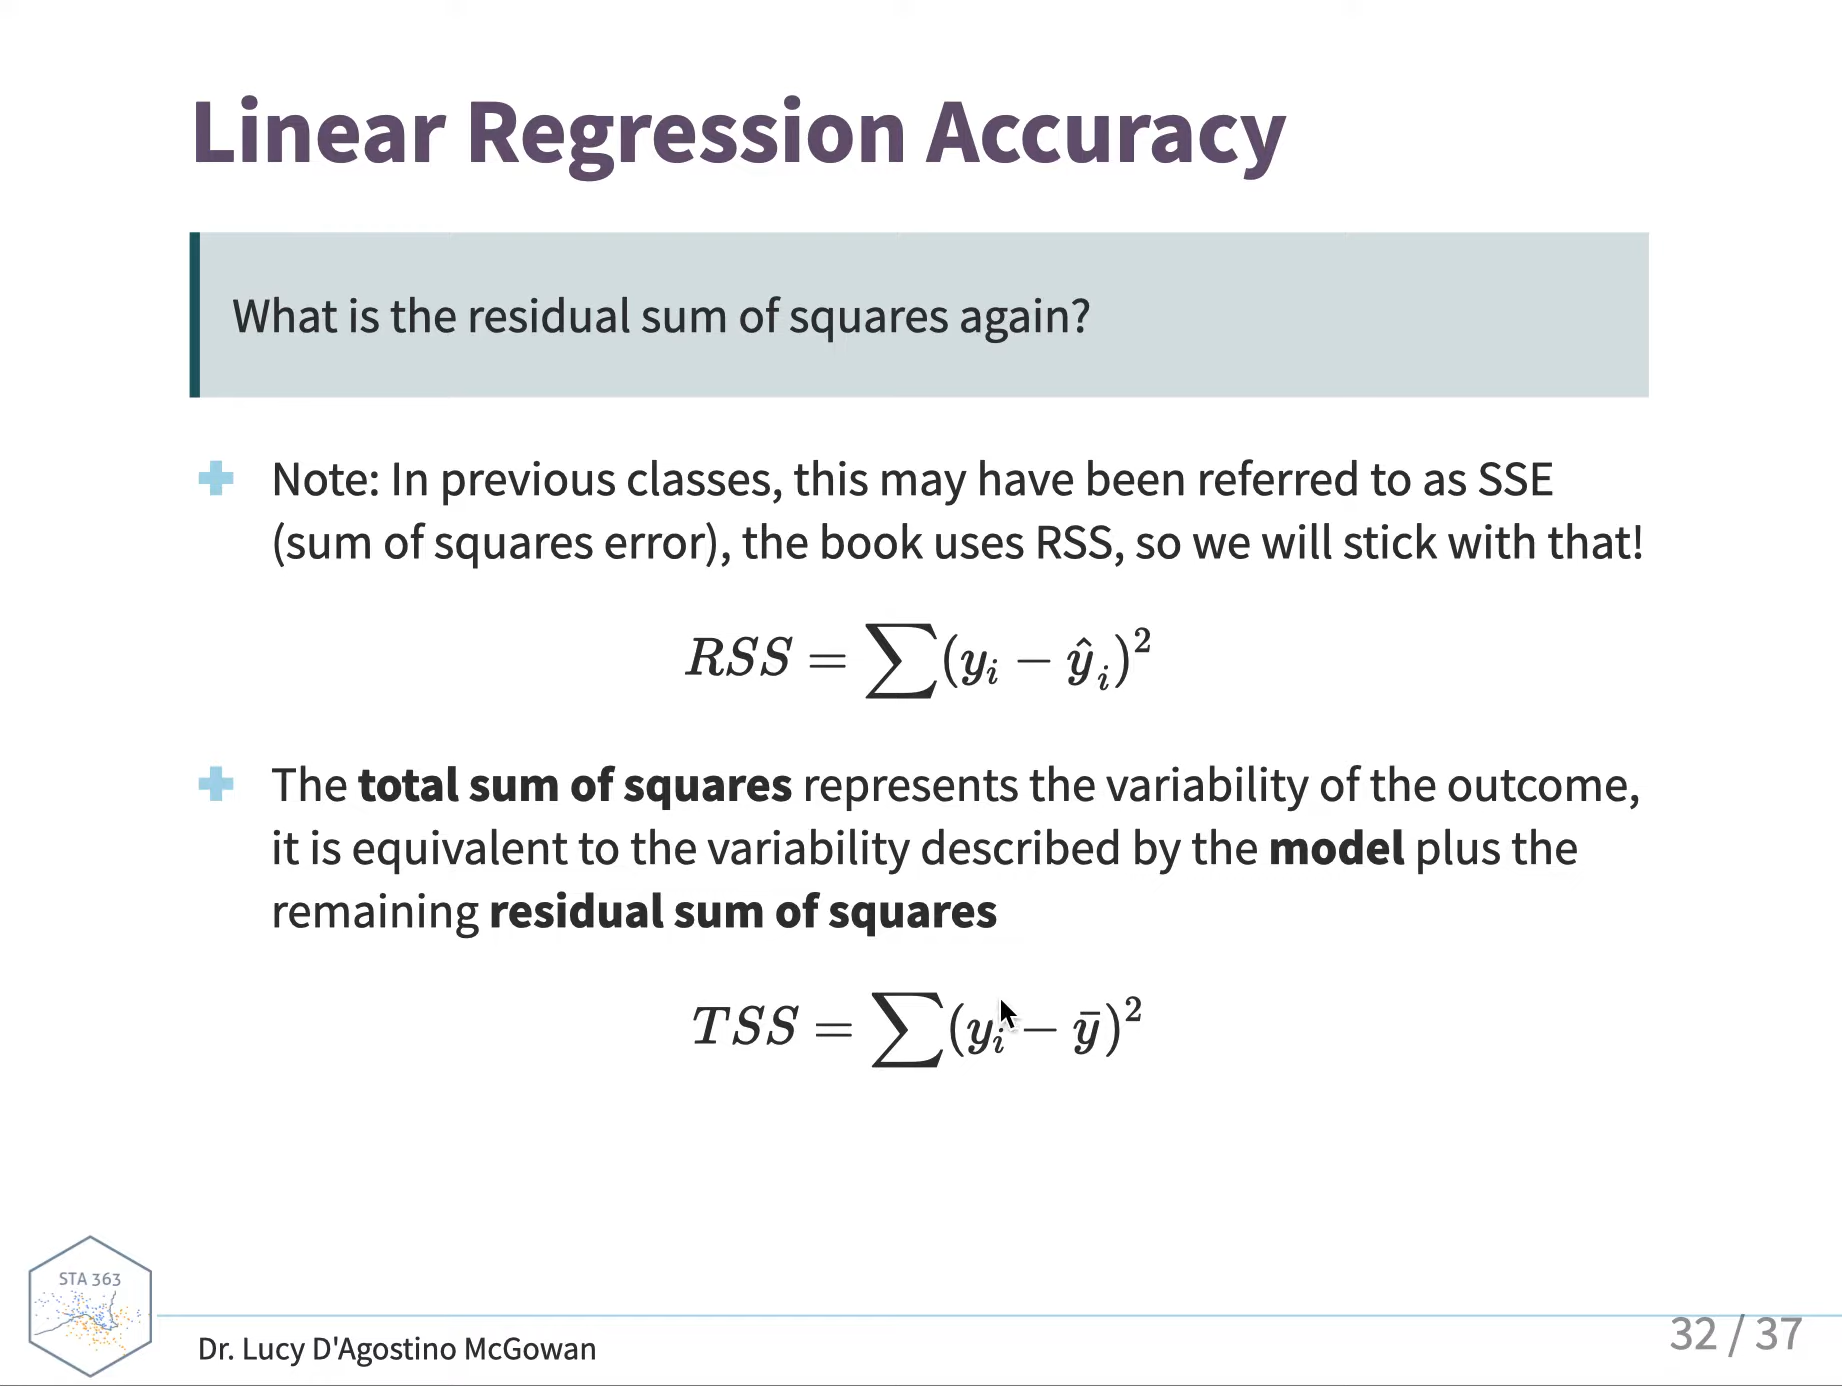 Linear Regression Accuracy
What is the residual sum of squares again?
Note: In previous classes, this may have been referred to as SSE
(sum of squares error), the book uses RSS, so we will stick with that!
RSS = ∑(yᵢ − ŷᵢ)²
The total sum of squares represents the variability of the outcome,
it is equivalent to the variability described by the model plus the
remaining residual sum of squares
TSS = ∑(yᵢ − ȳ)²
STA 363
Dr. Lucy D'Agostino McGowan
32 / 37